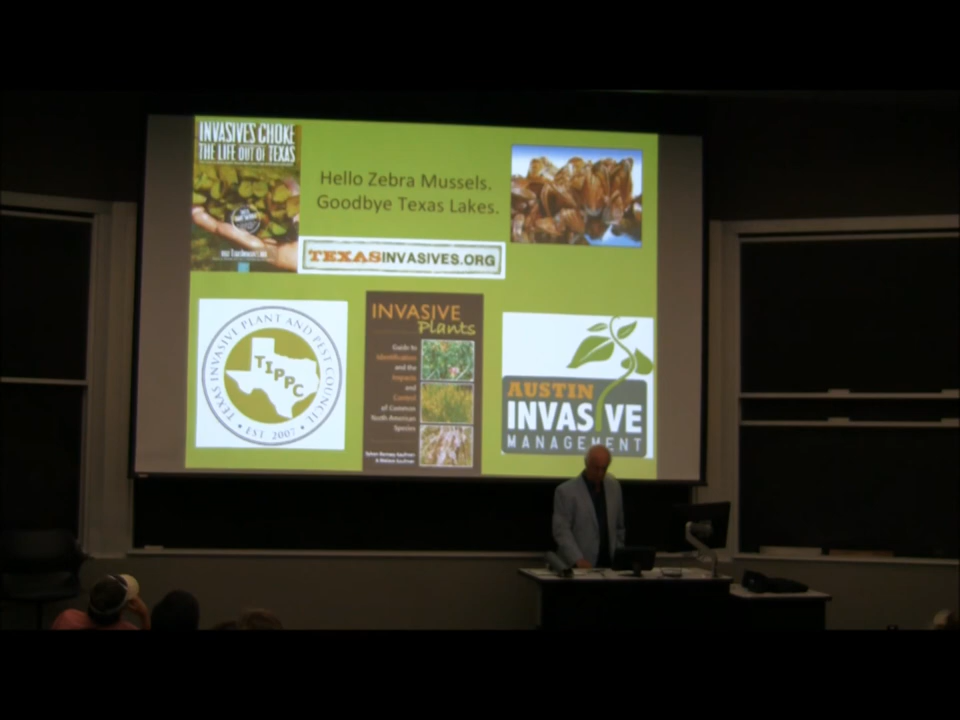 INVASIVES CHOKE
THE LIFE OUT OF TEXAS
Hello Zebra Mussels.
Goodbye Texas Lakes.
TEXASINVASIVES.ORG
TEXAS INVASIVE PLANT AND PEST COUNCIL
TIPPC
• EST 2007 •
INVASIVE
Plants
Guide to
Identification
and the
Impacts
and
Control
of Common
North American
Species
AUSTIN
INVASIVE
MANAGEMENT